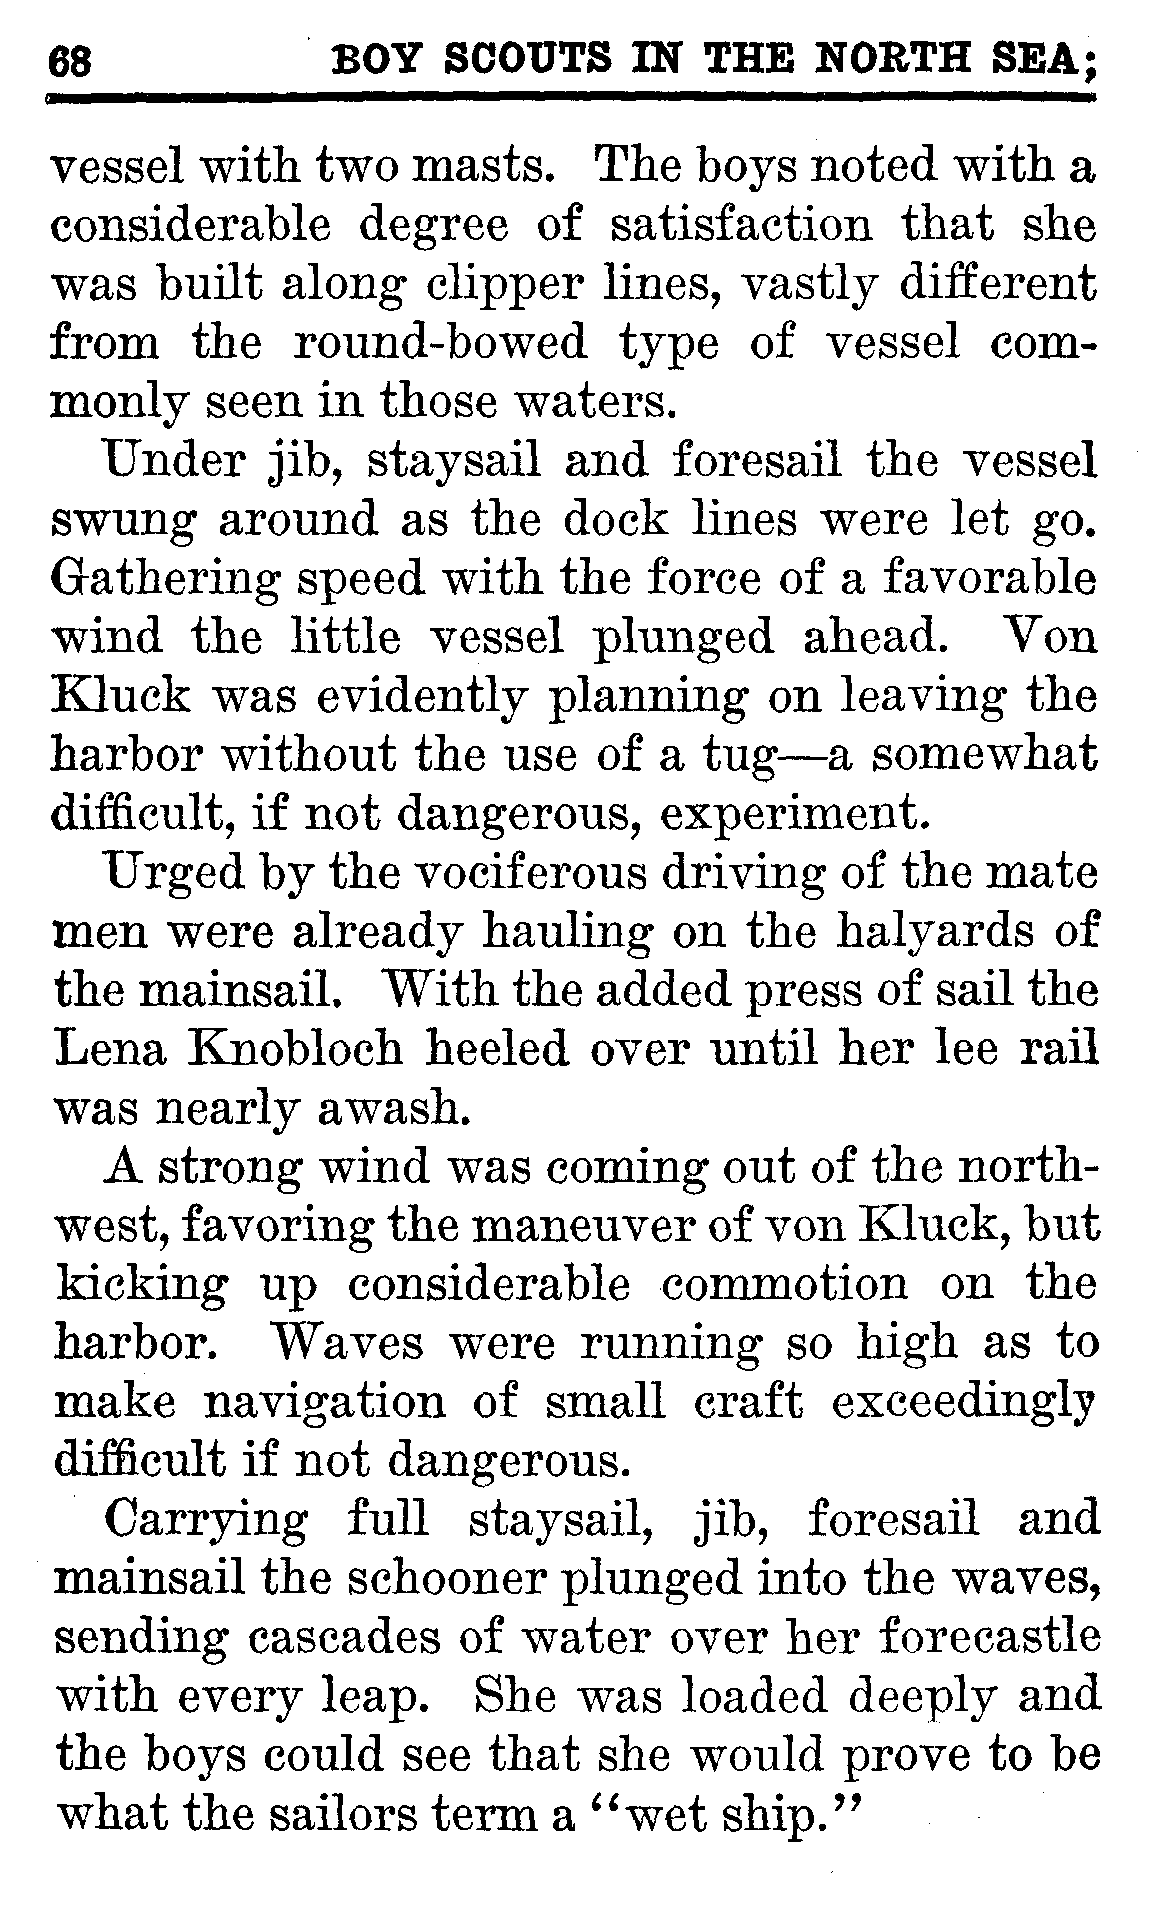 68 BOY SCOUTS IN THE NORTH SEA;
vessel with two masts. The boys noted with a
considerable degree of satisfaction that she
was built along clipper lines, vastly different
from the round-bowed type of vessel com-
monly seen in those waters.
Under jib, staysail and foresail the vessel
swung around as the dock lines were let go.
Gathering speed with the force of a favorable
wind the little vessel plunged ahead. Von
Kluck was evidently planning on leaving the
harbor without the use of a tug—a somewhat
difficult, if not dangerous, experiment.
Urged by the vociferous driving of the mate
men were already hauling on the halyards of
the mainsail. With the added press of sail the
Lena Knobloch heeled over until her lee rail
was nearly awash.
A strong wind was coming out of the north-
west, favoring the maneuver of von Kluck, but
kicking up considerable commotion on the
harbor. Waves were running so high as to
make navigation of small craft exceedingly
difficult if not dangerous.
Carrying full staysail, jib, foresail and
mainsail the schooner plunged into the waves,
sending cascades of water over her forecastle
with every leap. She was loaded deeply and
the boys could see that she would prove to be
what the sailors term a "wet ship."